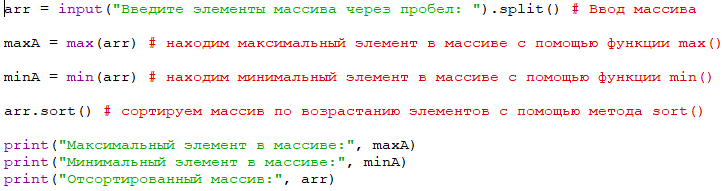 arr = input("Введите элементы массива через пробел: ").split() # Ввод массива
maxA = max(arr) # находим максимальный элемент в массиве с помощью функции max()
minA = min(arr) # находим минимальный элемент в массиве с помощью функции min()
arr.sort() # сортируем массив по возрастанию элементов с помощью метода sort()
print("Максимальный элемент в массиве:", maxA)
print("Минимальный элемент в массиве:", minA)
print("Отсортированный массив:", arr)